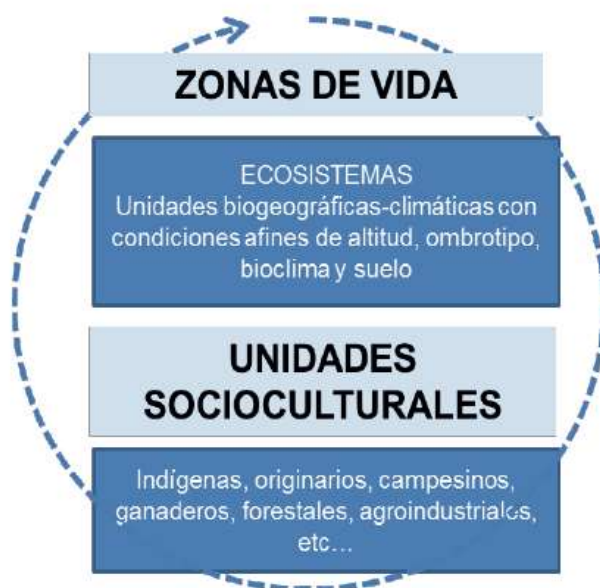 ZONAS DE VIDA
ECOSISTEMAS
Unidades biogeográficas-climáticas con
condiciones afines de altitud, ombrotipo,
bioclima y suelo
UNIDADES
SOCIOCULTURALES
Indígenas, originarios, campesinos,
ganaderos, forestales, agroindustriales,
etc...